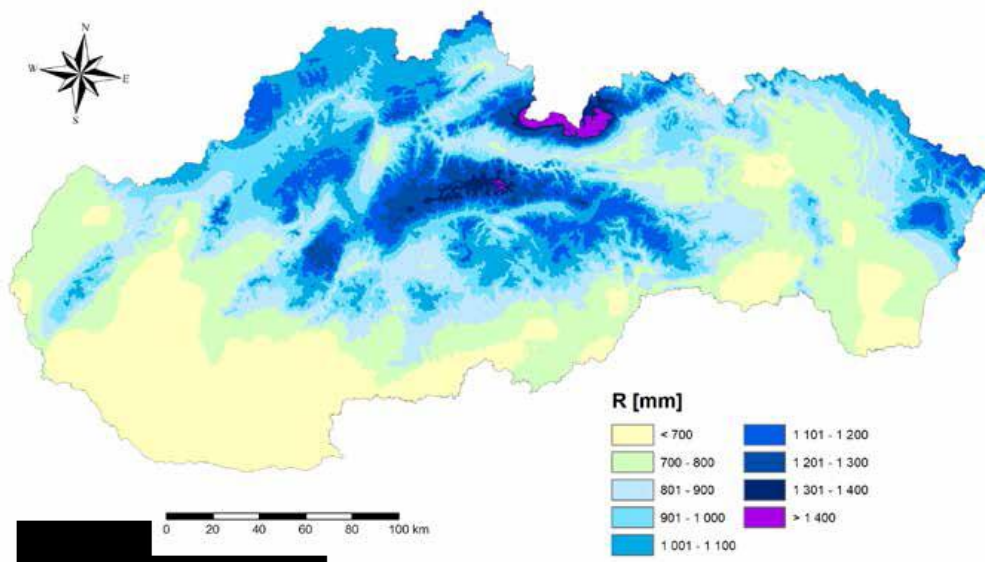 N
W
E
S
R [mm]
< 700
700 - 800
801 - 900
901 - 1 000
1 001 - 1 100
1 101 - 1 200
1 201 - 1 300
1 301 - 1 400
> 1 400
0 20 40 60 80 100 km